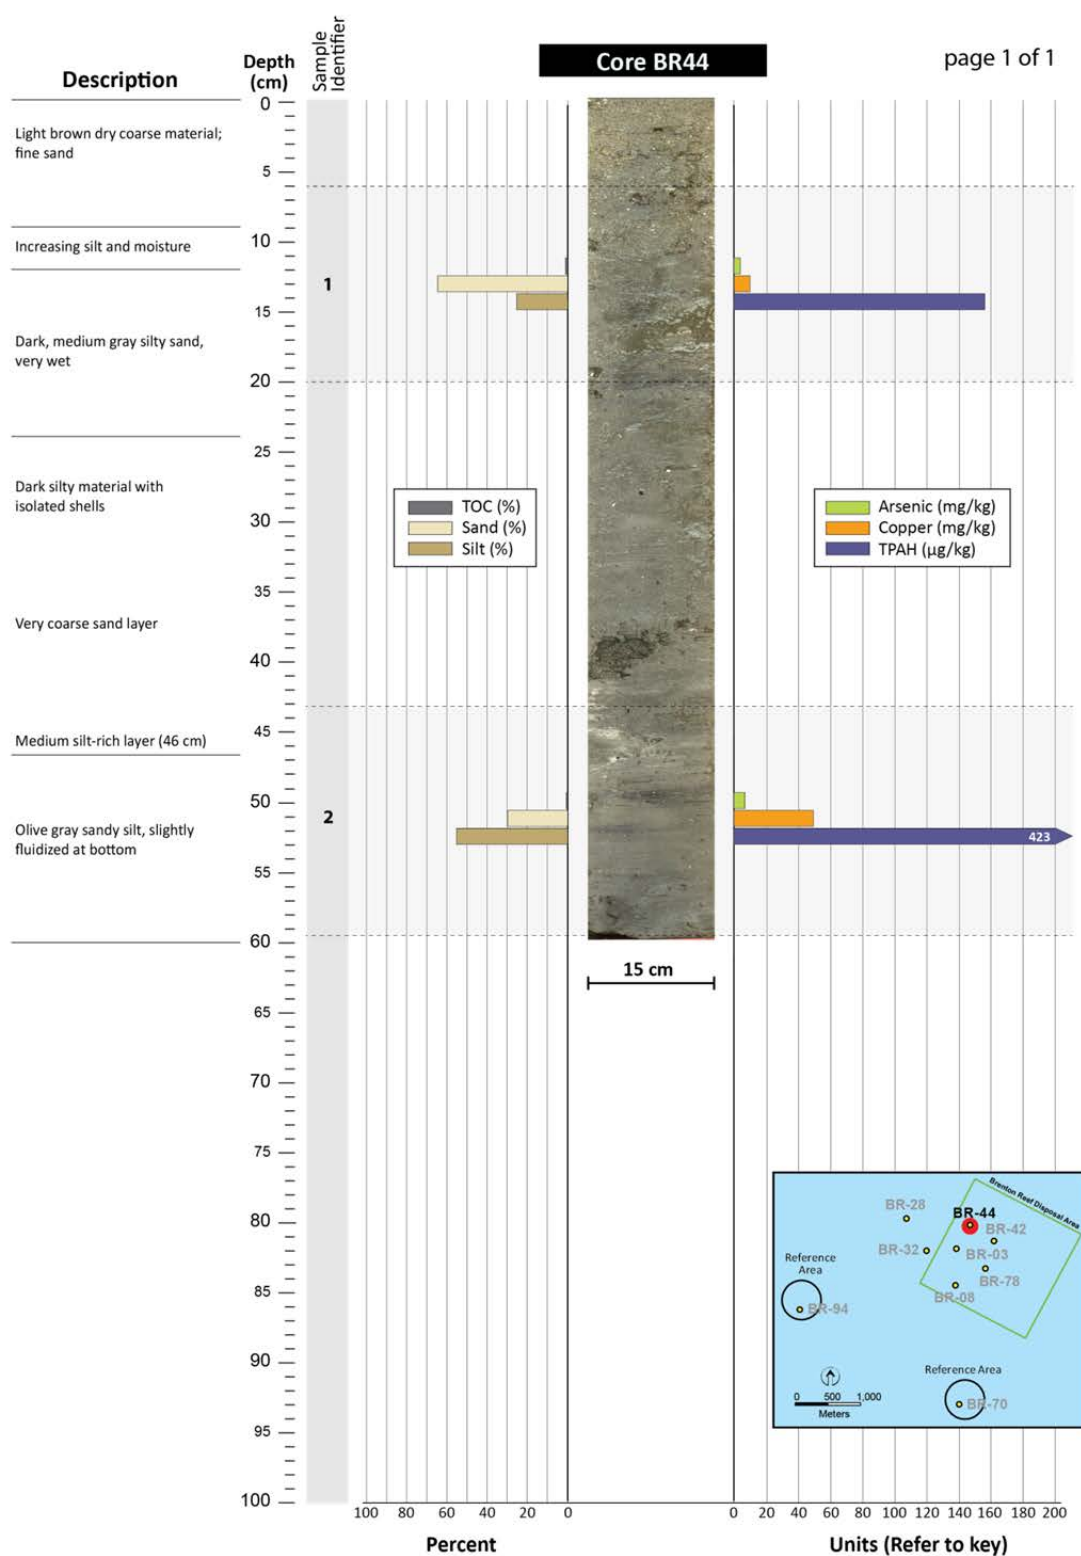 Core BR44
page 1 of 1
Description
Depth
(cm)
Sample
Identifier
Light brown dry coarse material;
fine sand
Increasing silt and moisture
Dark, medium gray silty sand,
very wet
Dark silty material with
isolated shells
Very coarse sand layer
Medium silt-rich layer (46 cm)
Olive gray sandy silt, slightly
fluidized at bottom
0
5
10
15
20
25
30
35
40
45
50
55
60
65
70
75
80
85
90
95
100
1
2
TOC (%)
Sand (%)
Silt (%)
Arsenic (mg/kg)
Copper (mg/kg)
TPAH (µg/kg)
423
15 cm
Brenton Reef Disposal Area
BR-28
BR-44
BR-42
BR-32
BR-03
BR-78
BR-08
Reference
Area
BR-94
Reference Area
BR-70
0 500 1,000
Meters
100 80 60 40 20 0
0 20 40 60 80 100 120 140 160 180 200
Percent
Units (Refer to key)